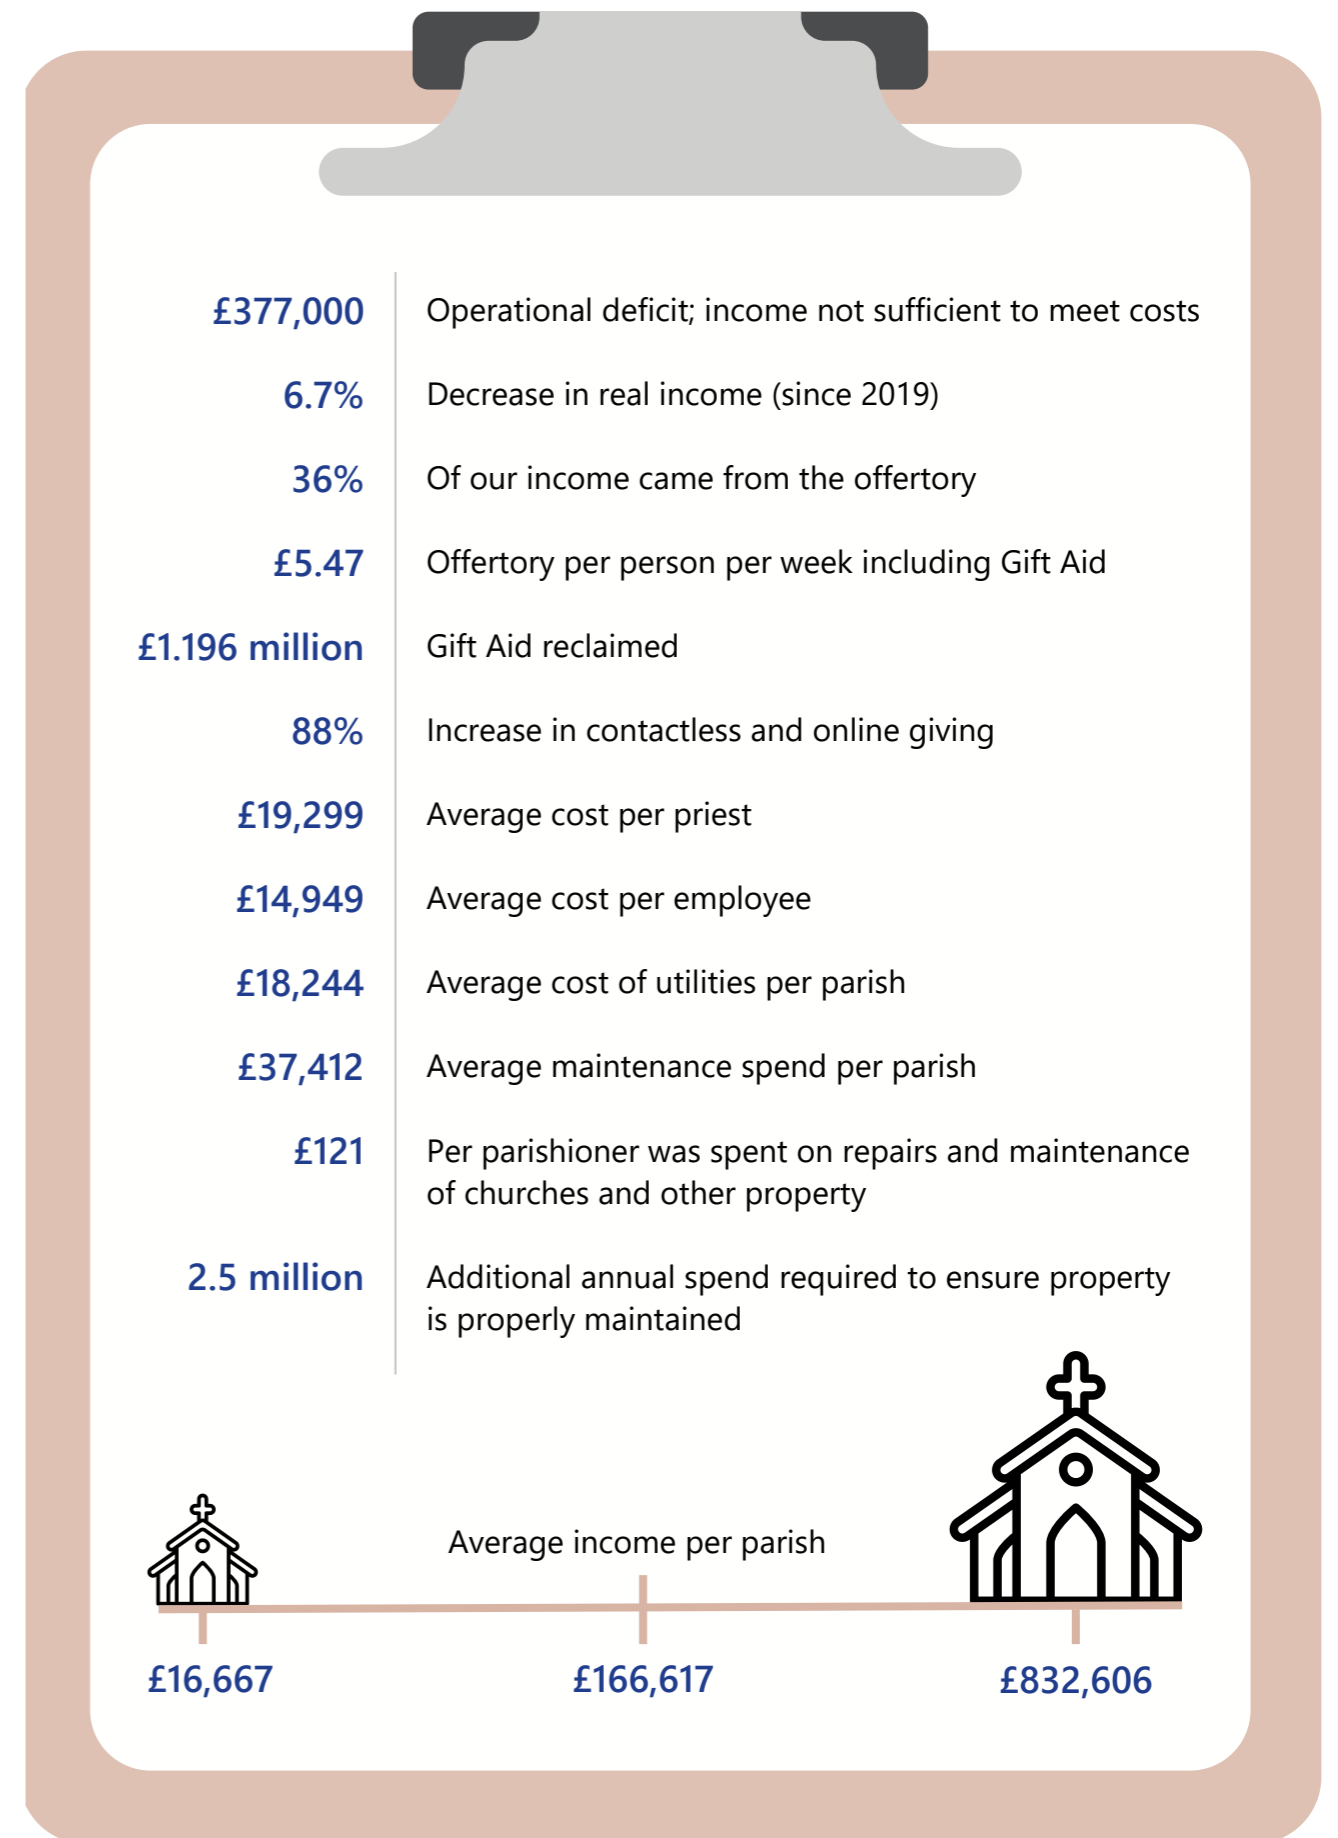 £377,000 Operational deficit; income not sufficient to meet costs
6.7% Decrease in real income (since 2019)
36% Of our income came from the offertory
£5.47 Offertory per person per week including Gift Aid
£1.196 million Gift Aid reclaimed
88% Increase in contactless and online giving
£19,299 Average cost per priest
£14,949 Average cost per employee
£18,244 Average cost of utilities per parish
£37,412 Average maintenance spend per parish
£121 Per parishioner was spent on repairs and maintenance
of churches and other property
2.5 million Additional annual spend required to ensure property
is properly maintained
Average income per parish
£16,667 £166,617 £832,606